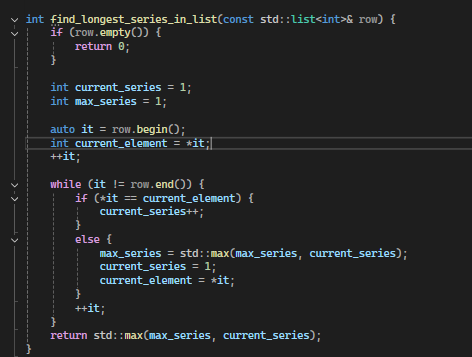 int find_longest_series_in_list(const std::list<int>& row) {
    if (row.empty()) {
        return 0;
    }
    int current_series = 1;
    int max_series = 1;
    auto it = row.begin();
    int current_element = *it;
    ++it;
    while (it != row.end()) {
        if (*it == current_element) {
            current_series++;
        }
        else {
            max_series = std::max(max_series, current_series);
            current_series = 1;
            current_element = *it;
        }
        ++it;
    }
    return std::max(max_series, current_series);
}